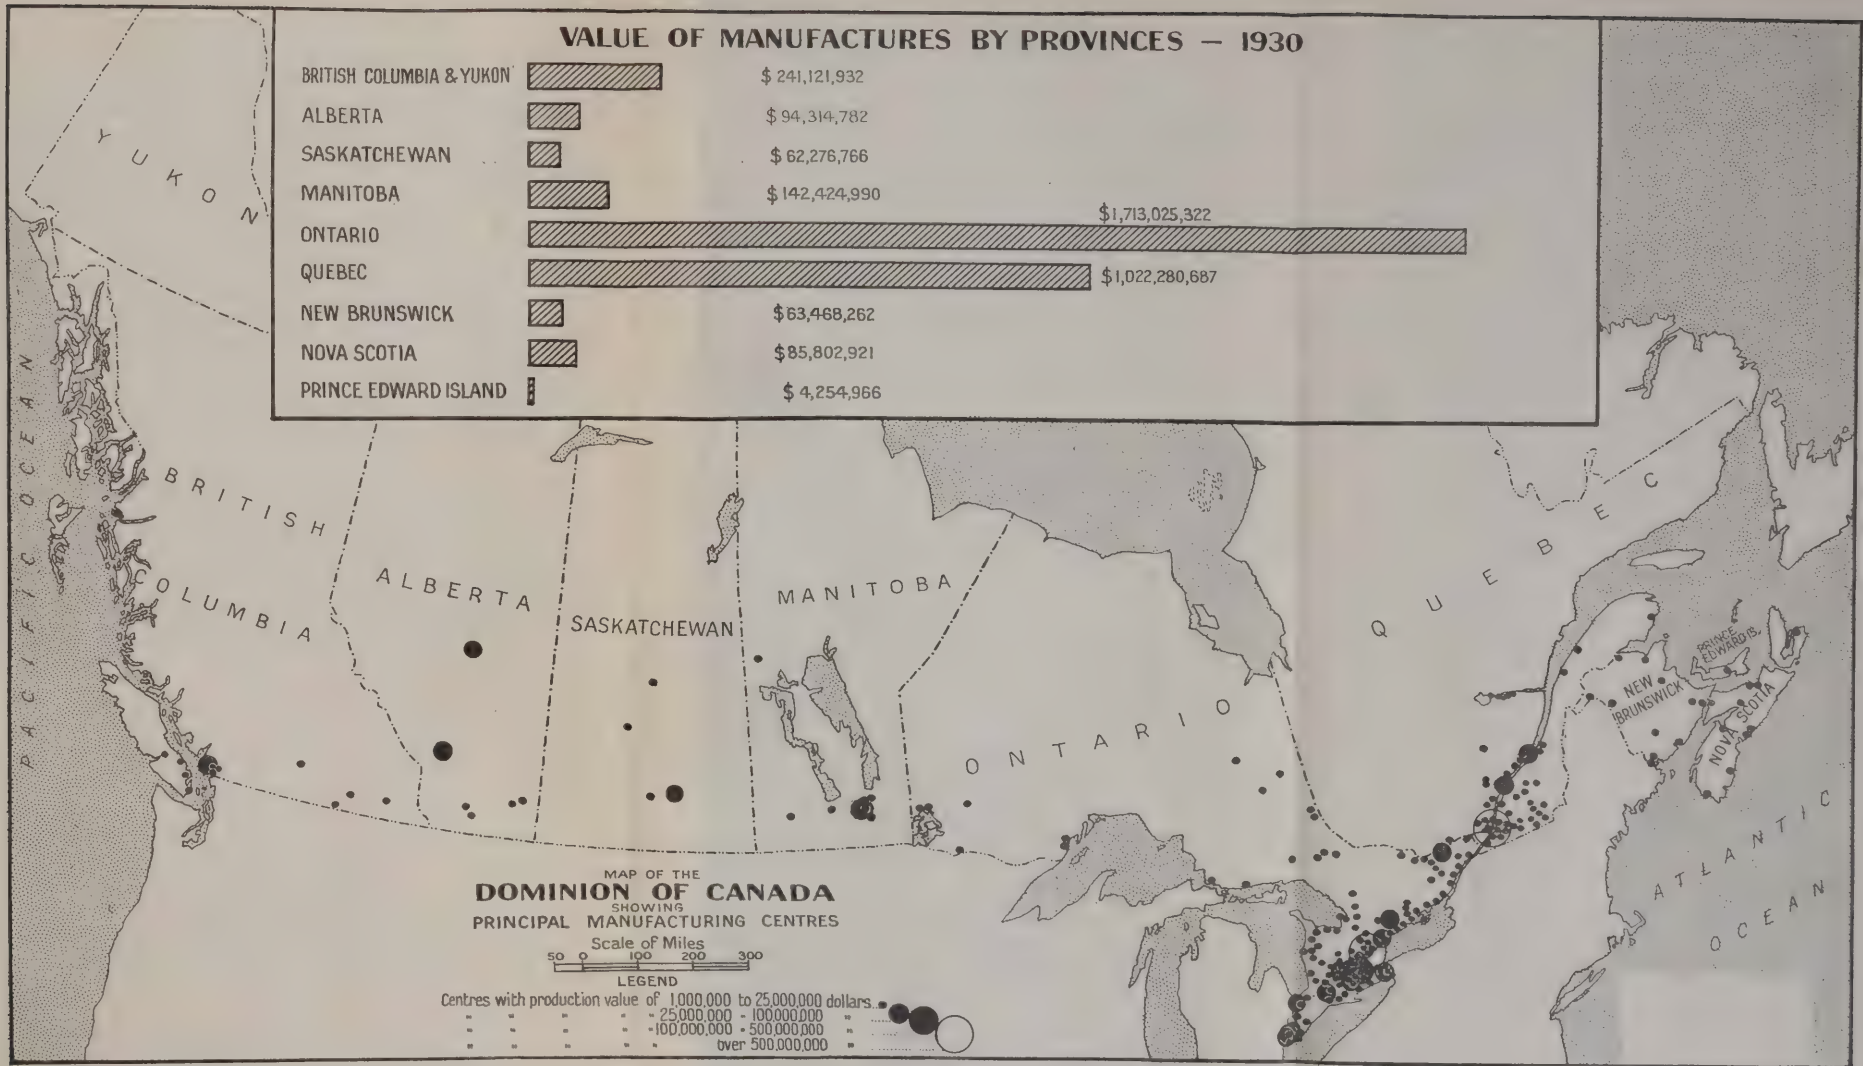 VALUE OF MANUFACTURES BY PROVINCES — 1930
BRITISH COLUMBIA & YUKON $ 241,121,932
ALBERTA $ 94,314,782
SASKATCHEWAN $ 62,276,766
MANITOBA $ 142,424,990
ONTARIO $1,713,025,322
QUEBEC $1,022,280,687
NEW BRUNSWICK $63,468,262
NOVA SCOTIA $85,802,921
PRINCE EDWARD ISLAND $ 4,254,966
YUKON
PACIFIC OCEAN
BRITISH
COLUMBIA
ALBERTA
SASKATCHEWAN
MANITOBA
ONTARIO
QUEBEC
PRINCE
EDWARD IS.
NEW
BRUNSWICK
NOVA SCOTIA
ATLANTIC
OCEAN
MAP OF THE
DOMINION OF CANADA
SHOWING
PRINCIPAL MANUFACTURING CENTRES
Scale of Miles
50 0 100 200 300
LEGEND
Centres with production value of 1,000,000 to 25,000,000 dollars
" " " " " 25,000,000 - 100,000,000 "
" " " " " 100,000,000 - 500,000,000 "
" " " " " over 500,000,000 "